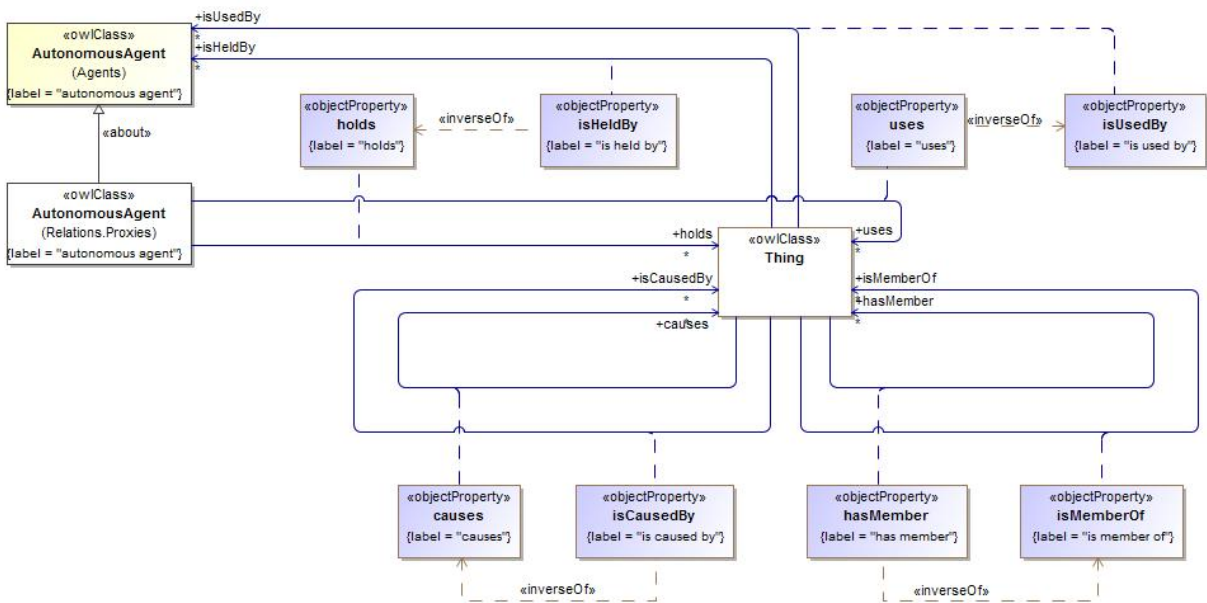 +isUsedBy
*
+isHeldBy
*
«owlClass»
AutonomousAgent
(Agents)
{label = "autonomous agent"}
«about»
«objectProperty»
holds
{label = "holds"}
«inverseOf»
«objectProperty»
isHeldBy
{label = "is held by"}
«objectProperty»
uses
{label = "uses"}
«inverseOf»
«objectProperty»
isUsedBy
{label = "is used by"}
«owlClass»
AutonomousAgent
(Relations.Proxies)
{label = "autonomous agent"}
+holds
*
«owlClass»
Thing
+uses
*
+isCausedBy
*
+causes
*
+isMemberOf
*
+hasMember
*
«objectProperty»
causes
{label = "causes"}
«objectProperty»
isCausedBy
{label = "is caused by"}
«objectProperty»
hasMember
{label = "has member"}
«objectProperty»
isMemberOf
{label = "is member of"}
«inverseOf»
«inverseOf»